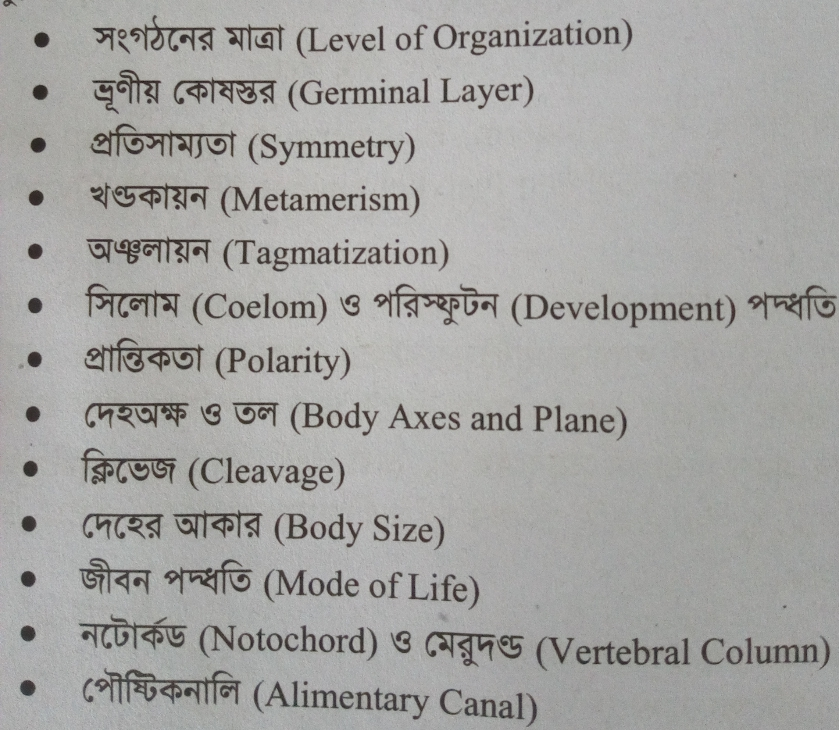 • সংগঠনের মাত্রা (Level of Organization)
• ভ্রূণীয় কোষস্তর (Germinal Layer)
• প্রতিসাম্যতা (Symmetry)
• খণ্ডকায়ন (Metamerism)
• অঞ্চলায়ন (Tagmatization)
• সিলোম (Coelom) ও পরিস্ফুটন (Development) পদ্ধতি
• প্রান্তিকতা (Polarity)
• দেহঅক্ষ ও তল (Body Axes and Plane)
• ক্লিভেজ (Cleavage)
• দেহের আকার (Body Size)
• জীবন পদ্ধতি (Mode of Life)
• নটোর্কড (Notochord) ও মেরুদণ্ড (Vertebral Column)
• পৌষ্টিকনালি (Alimentary Canal)